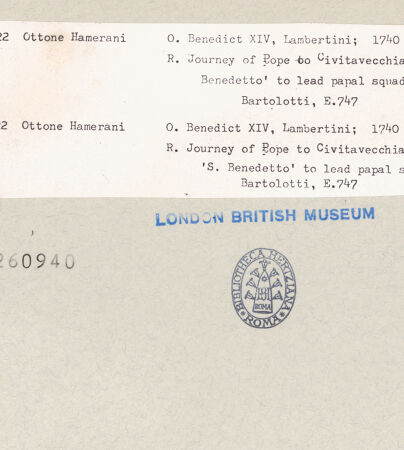 22 Ottone Hamerani O. Benedict XIV, Lambertini; 1740
R. Journey of Pope to Civitavecchia
Benedetto' to lead papal squad
Bartolotti, E.747
2 Ottone Hamerani O. Benedict XIV, Lambertini; 1740
R. Journey of Pope to Civitavecchia
'S. Benedetto' to lead papal s
Bartolotti, E.747
LONDON BRITISH MUSEUM
260940
BIBLIOTHECA HERTZIANA
ROMA
ROMA